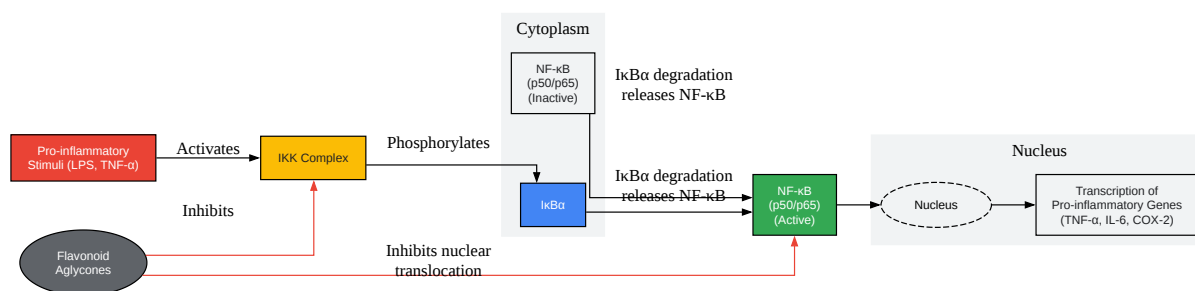 Cytoplasm
NF-κB
(p50/p65)
(Inactive)
IκBα degradation
releases NF-κB
Pro-inflammatory
Stimuli (LPS, TNF-α)
Activates
IKK Complex
Phosphorylates
IκBα
IκBα degradation
releases NF-κB
NF-κB
(p50/p65)
(Active)
Nucleus
Nucleus
Transcription of
Pro-inflammatory Genes
(TNF-α, IL-6, COX-2)
Inhibits
Flavonoid
Aglycones
Inhibits nuclear
translocation